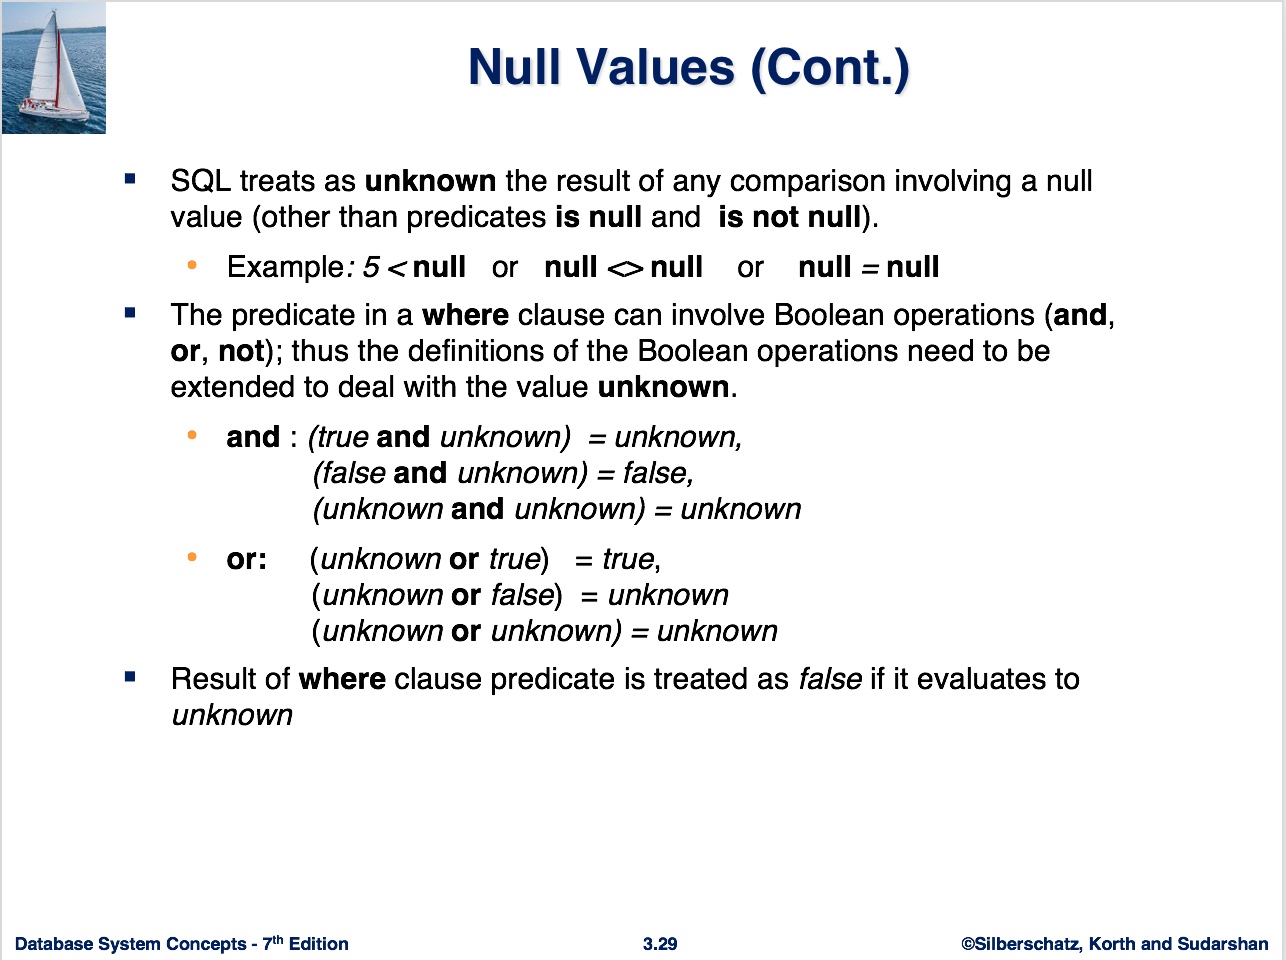 Null Values (Cont.)
▪ SQL treats as unknown the result of any comparison involving a null
value (other than predicates is null and is not null).
• Example: 5 < null or null <> null or null = null
▪ The predicate in a where clause can involve Boolean operations (and,
or, not); thus the definitions of the Boolean operations need to be
extended to deal with the value unknown.
• and : (true and unknown) = unknown,
(false and unknown) = false,
(unknown and unknown) = unknown
• or: (unknown or true) = true,
(unknown or false) = unknown
(unknown or unknown) = unknown
▪ Result of where clause predicate is treated as false if it evaluates to
unknown
Database System Concepts - 7th Edition 3.29 ©Silberschatz, Korth and Sudarshan